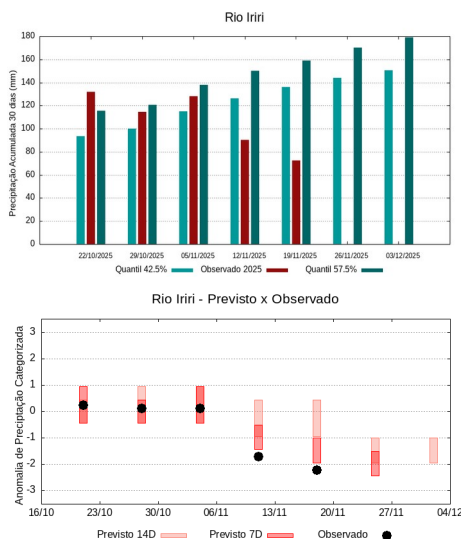 Rio Iriri
Precipitação Acumulada 30 dias (mm)
180
160
140
120
100
80
60
40
20
0
22/10/2025 29/10/2025 05/11/2025 12/11/2025 19/11/2025 26/11/2025 03/12/2025
Quantil 42.5% Observado 2025 Quantil 57.5%
Rio Iriri - Previsto x Observado
Anomalia de Preciptação Categorizada
3
2
1
0
-1
-2
-3
16/10 23/10 30/10 06/11 13/11 20/11 27/11 04/12
Previsto 14D Previsto 7D Observado